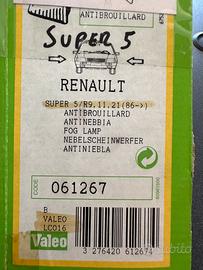 ANTIBROUILLARD
SUPER 5
RENAULT
SUPER 5/R9.11.21(86->)
ANTIBROUILLARD
ANTINEBBIA
FOG LAMP
NEBELSCHEINWERFER
ANTINIEBLA
CODE
061267
B
VALEO
LC016
Valeo
3 276420 612674
subito